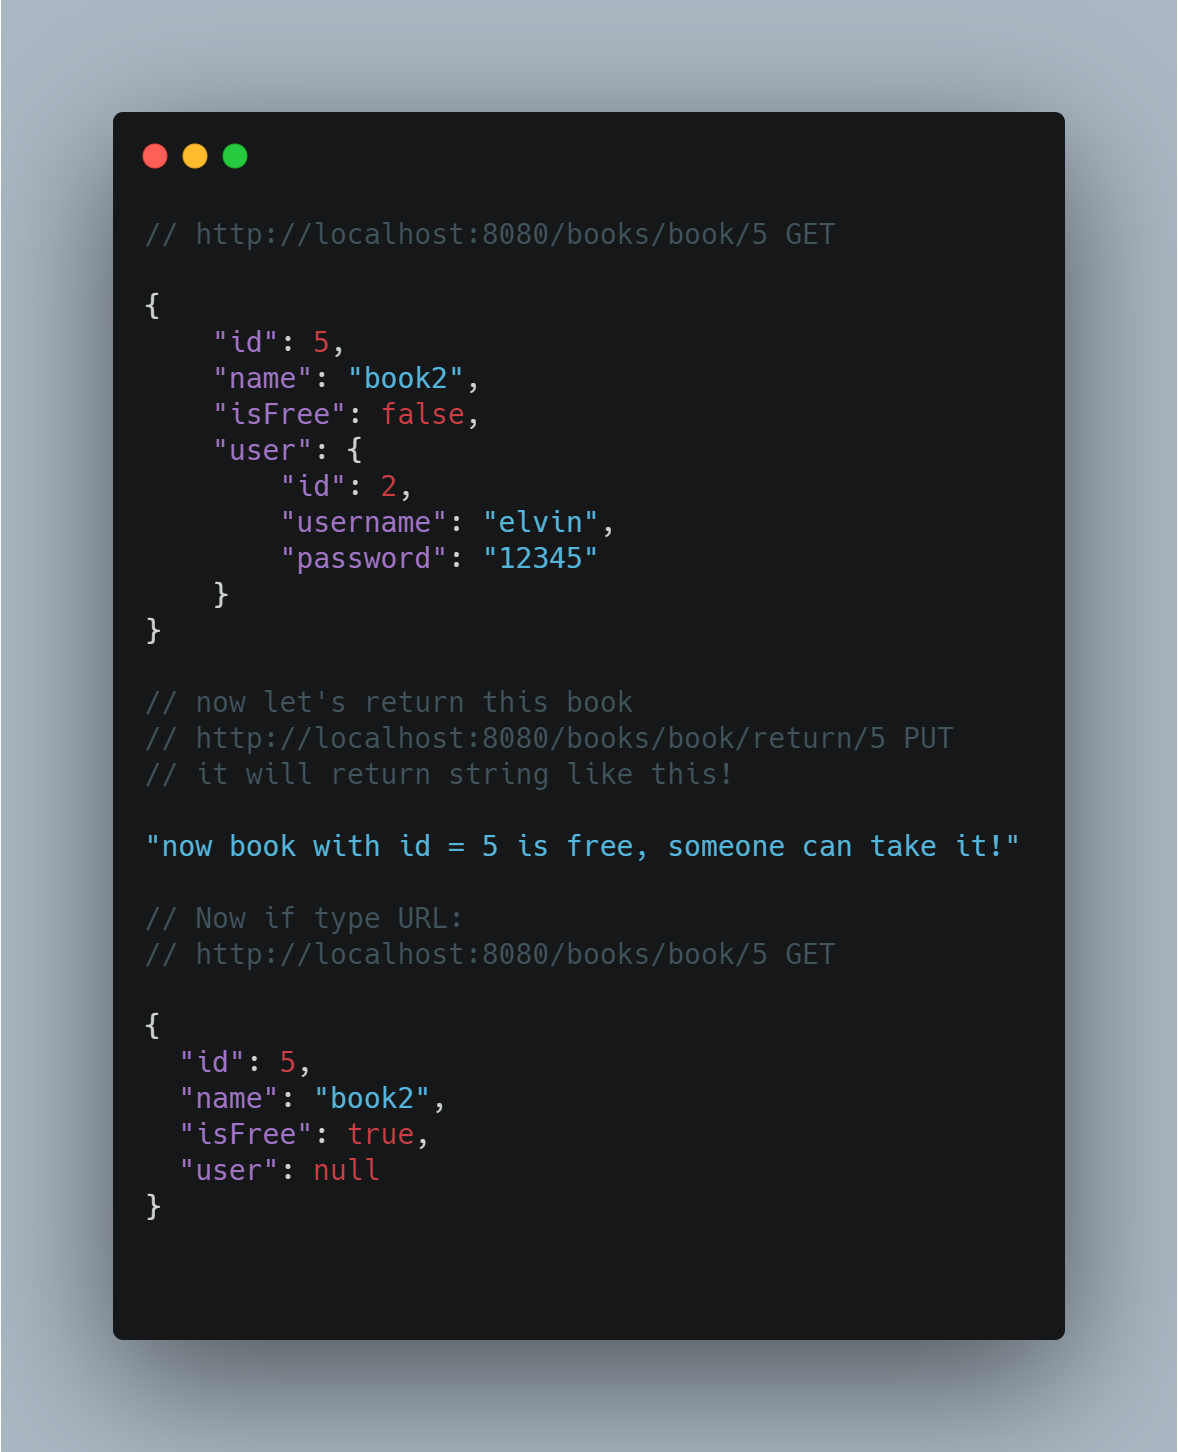 // http://localhost:8080/books/book/5 GET
{
    "id": 5,
    "name": "book2",
    "isFree": false,
    "user": {
        "id": 2,
        "username": "elvin",
        "password": "12345"
    }
}
// now let's return this book
// http://localhost:8080/books/book/return/5 PUT
// it will return string like this!
"now book with id = 5 is free, someone can take it!"
// Now if type URL:
// http://localhost:8080/books/book/5 GET
{
  "id": 5,
  "name": "book2",
  "isFree": true,
  "user": null
}